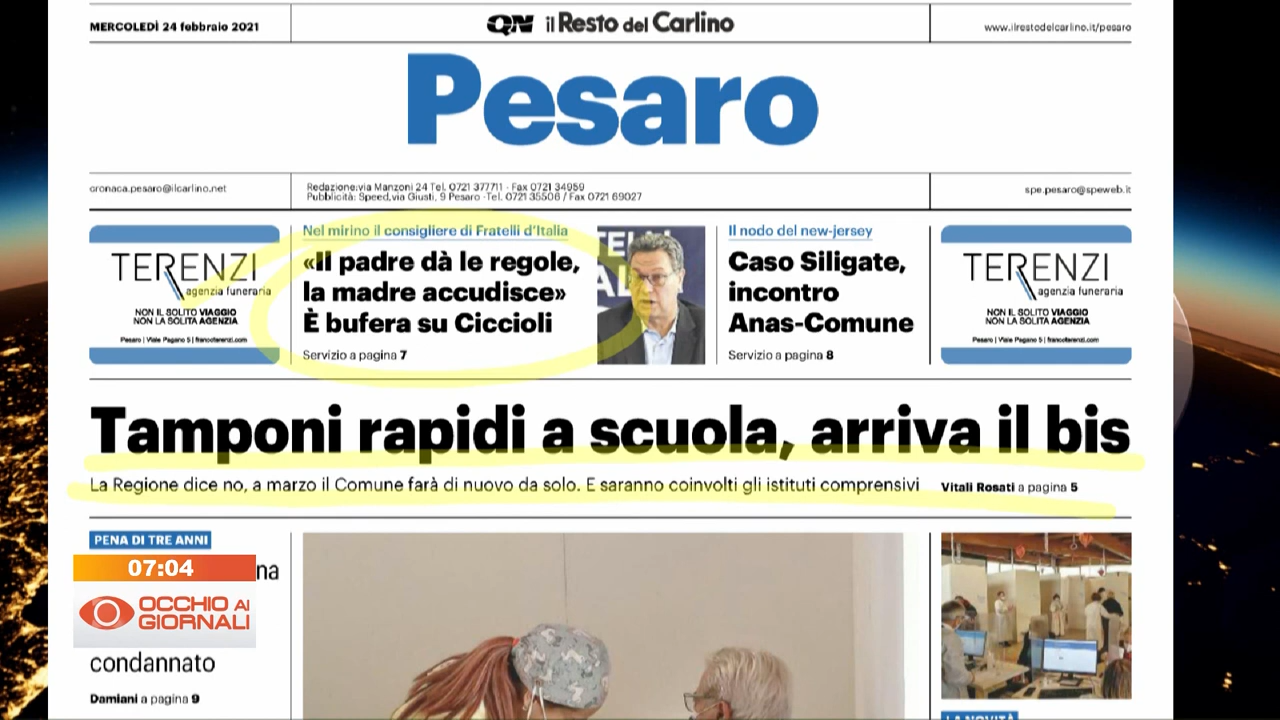 MERCOLEDÌ 24 febbraio 2021
QN il Resto del Carlino
www.ilrestodelcarlino.it/pesaro
Pesaro
cronaca.pesaro@ilcarlino.net
Redazione:via Manzoni 24 Tel. 0721 377711 - Fax 0721 34959
Pubblicità: Speed,via Giusti, 9 Pesaro -Tel. 0721 35506 / Fax 0721 69027
spe.pesaro@speweb.it
TERENZI
agenzia funeraria
NON IL SOLITO VIAGGIO
NON LA SOLITA AGENZIA
Pesaro | Viale Pagano 5 | francoterenzi.com
Nel mirino il consigliere di Fratelli d'Italia
«Il padre dà le regole,
la madre accudisce»
È bufera su Ciccioli
Servizio a pagina 7
Il nodo del new-jersey
Caso Siligate,
incontro
Anas-Comune
Servizio a pagina 8
TERENZI
agenzia funeraria
NON IL SOLITO VIAGGIO
NON LA SOLITA AGENZIA
Pesaro | Viale Pagano 5 | francoterenzi.com
Tamponi rapidi a scuola, arriva il bis
La Regione dice no, a marzo il Comune farà di nuovo da solo. E saranno coinvolti gli istituti comprensivi
Vitali Rosati a pagina 5
PENA DI TRE ANNI
07:04
na
OCCHIO AI
GIORNALI
condannato
Damiani a pagina 9
LA NOVITÀ